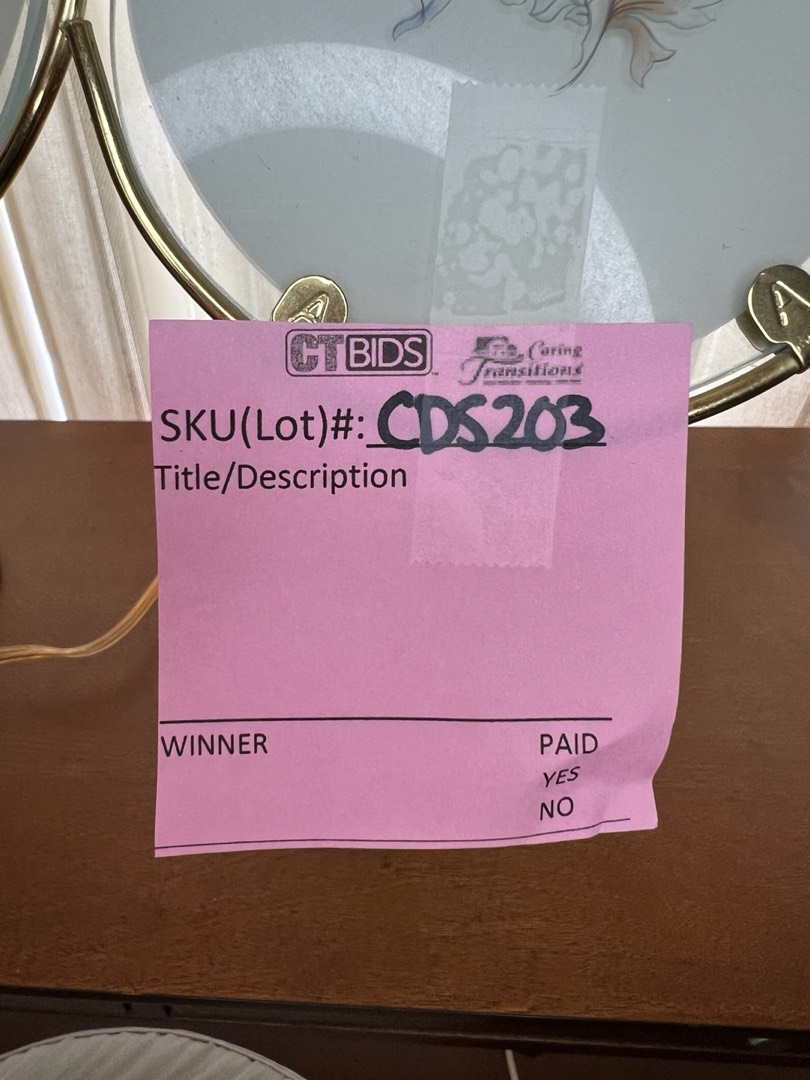 CTBIDS Caring Transitions
SKU(Lot)#: CDS203
Title/Description
WINNER PAID
YES
NO